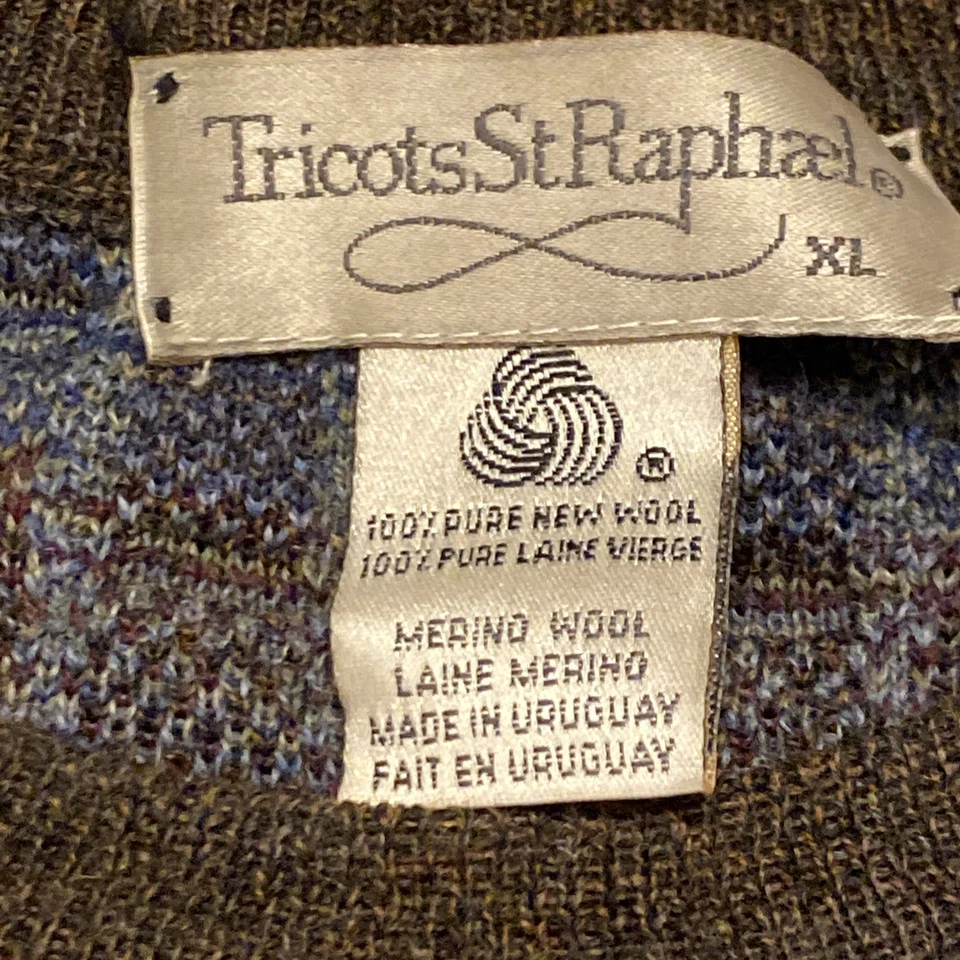 TricotsStRaphæl®
XL
®
100% PURE NEW WOOL
100% PURE LAINE VIERGE
MERINO WOOL
LAINE MERINO
MADE IN URUGUAY
FAIT EN URUGUAY